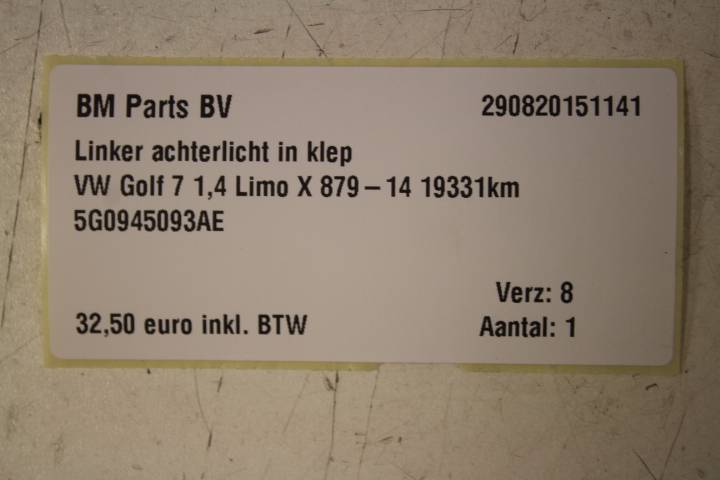 BM Parts BV 290820151141
Linker achterlicht in klep
VW Golf 7 1,4 Limo X 879 – 14 19331km
5G0945093AE
Verz: 8
32,50 euro inkl. BTW Aantal: 1